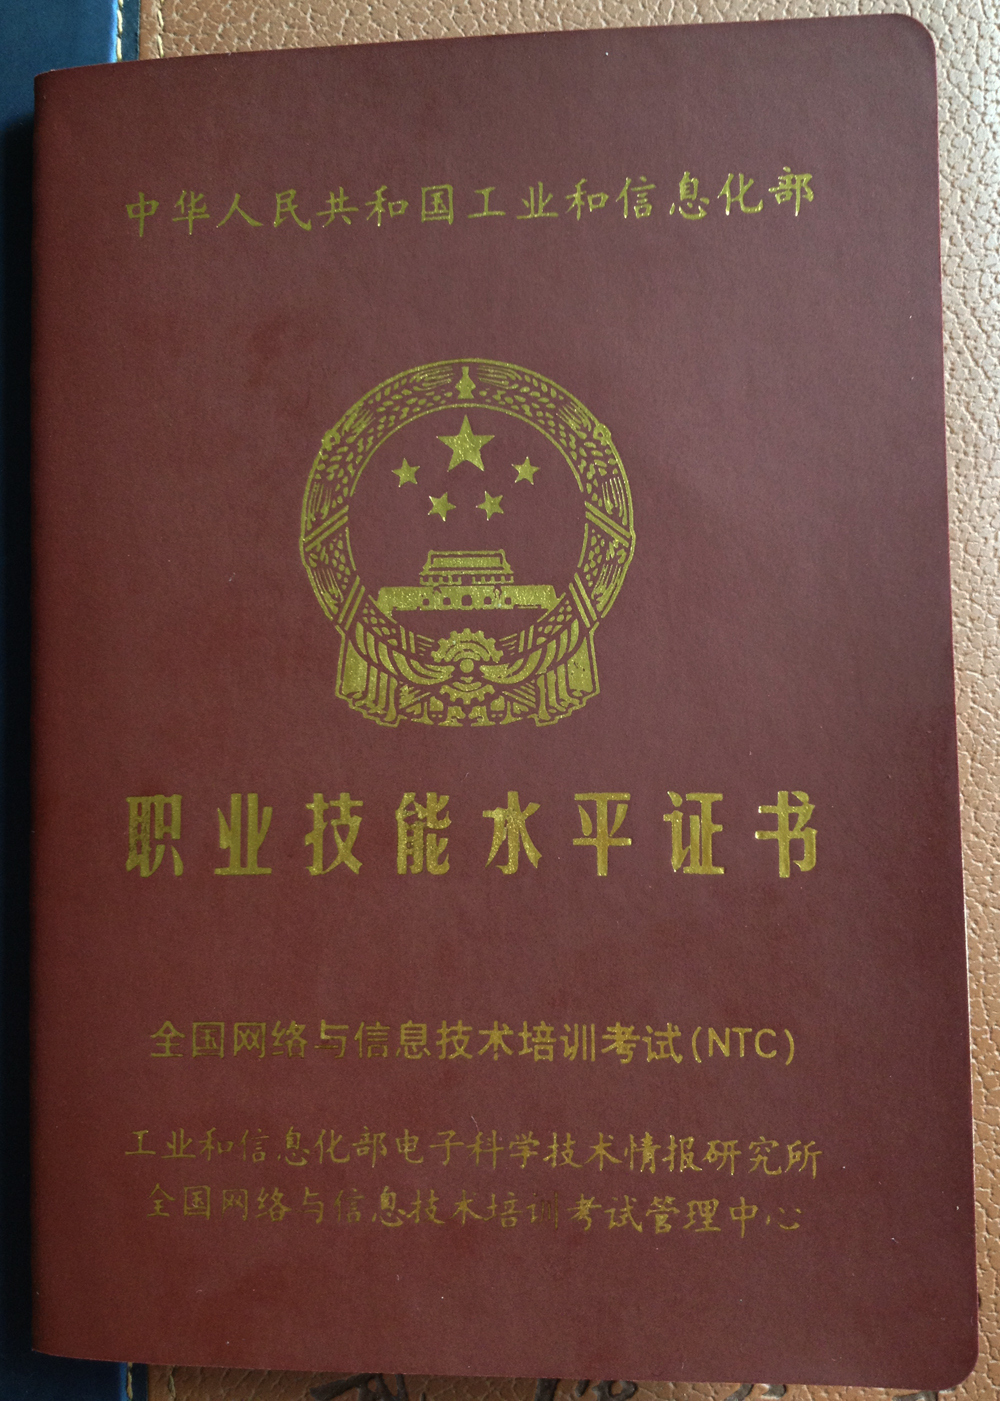 中华人民共和国工业和信息化部
职业技能水平证书
全国网络与信息技术培训考试(NTC)
工业和信息化部电子科学技术情报研究所
全国网络与信息技术培训考试管理中心